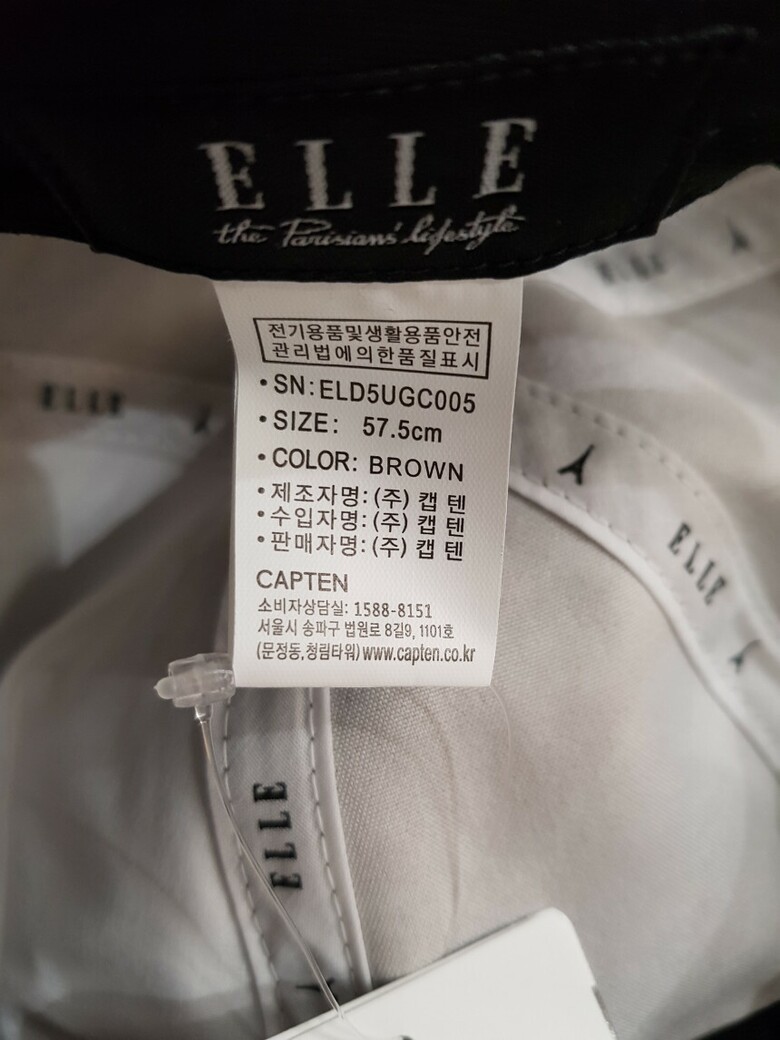 ELLE
the Parisians' lifestyle
전기용품및생활용품안전
관리법에의한품질표시
•SN:ELD5UGC005
•SIZE: 57.5cm
•COLOR: BROWN
•제조자명:(주) 캡 텐
•수입자명:(주) 캡 텐
•판매자명:(주) 캡 텐
CAPTEN
소비자상담실: 1588-8151
서울시 송파구 법원로 8길9, 1101호
(문정동,청림타워)www.capten.co.kr
ELLE
ELLE
ELLE